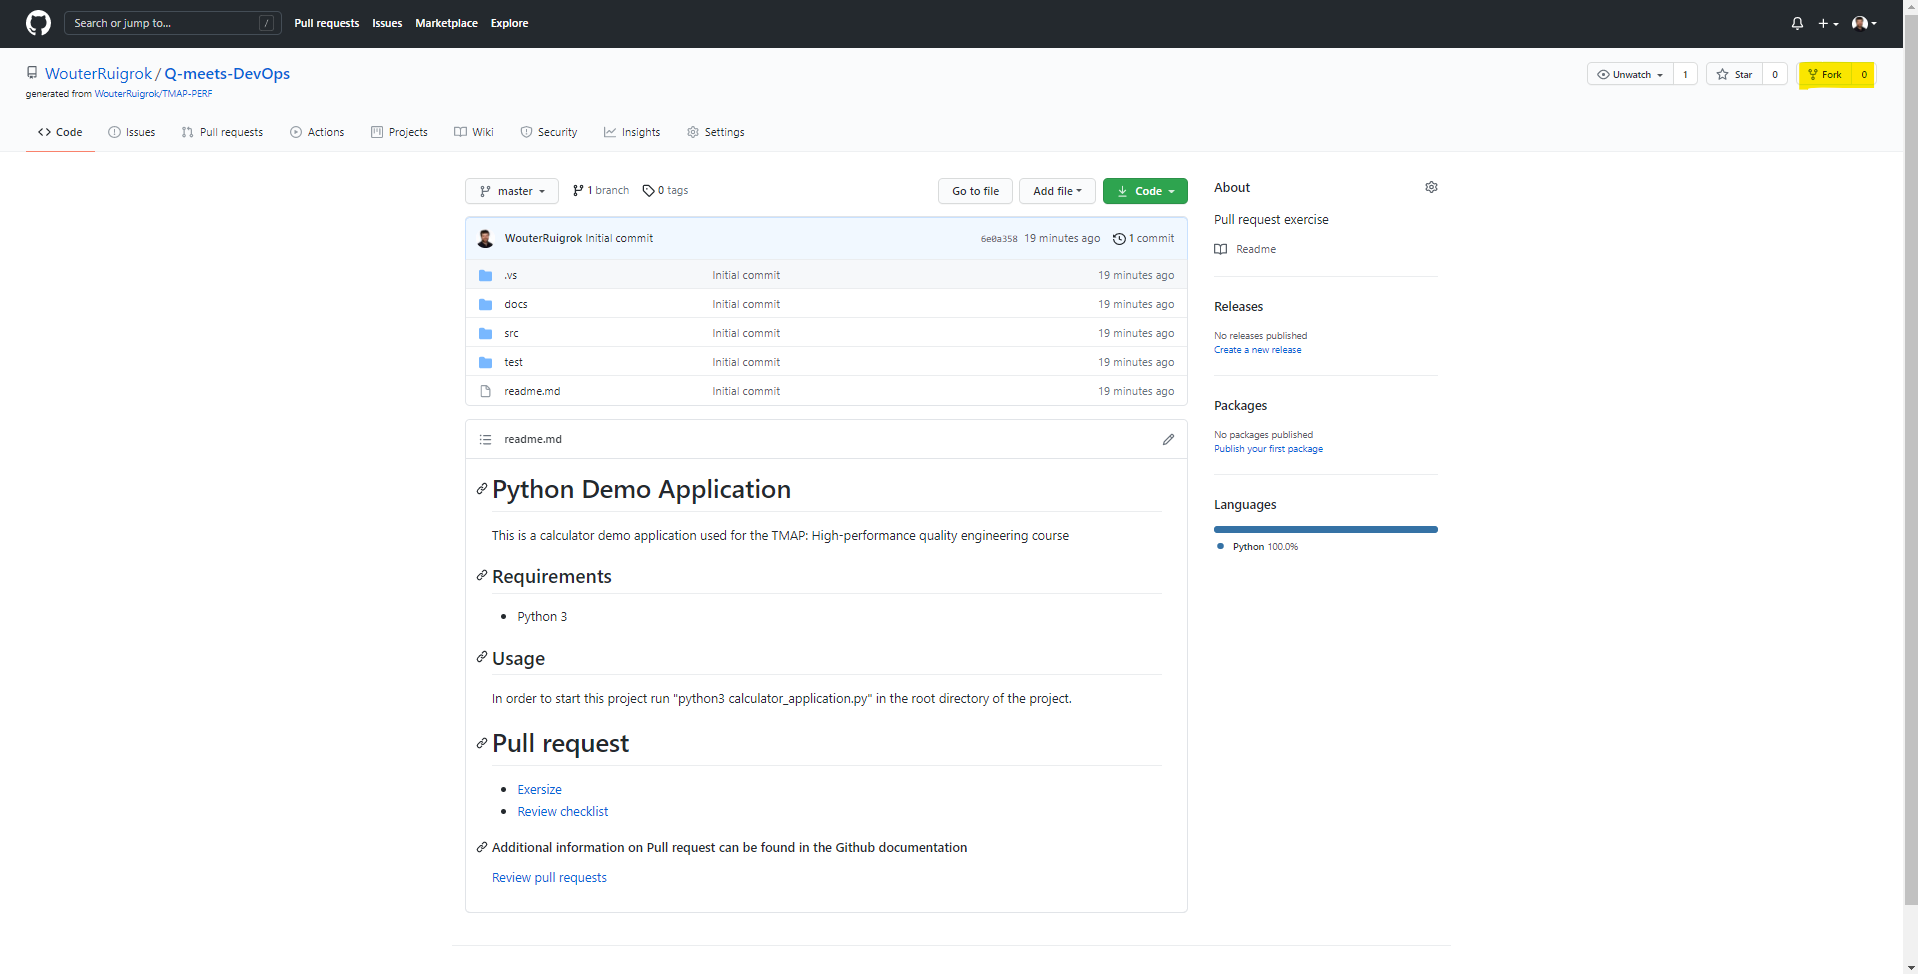 Search or jump to... /
Pull requests Issues Marketplace Explore
WouterRuigrok / Q-meets-DevOps
generated from WouterRuigrok/TMAP-PERF
Unwatch 1 Star 0 Fork 0
Code Issues Pull requests Actions Projects Wiki Security Insights Settings
master 1 branch 0 tags Go to file Add file Code
WouterRuigrok Initial commit 6e0a358 19 minutes ago 1 commit
.vs Initial commit 19 minutes ago
docs Initial commit 19 minutes ago
src Initial commit 19 minutes ago
test Initial commit 19 minutes ago
readme.md Initial commit 19 minutes ago
readme.md
Python Demo Application
This is a calculator demo application used for the TMAP: High-performance quality engineering course
Requirements
Python 3
Usage
In order to start this project run "python3 calculator_application.py" in the root directory of the project.
Pull request
Exersize
Review checklist
Additional information on Pull request can be found in the Github documentation
Review pull requests
About
Pull request exercise
Readme
Releases
No releases published
Create a new release
Packages
No packages published
Publish your first package
Languages
Python 100.0%